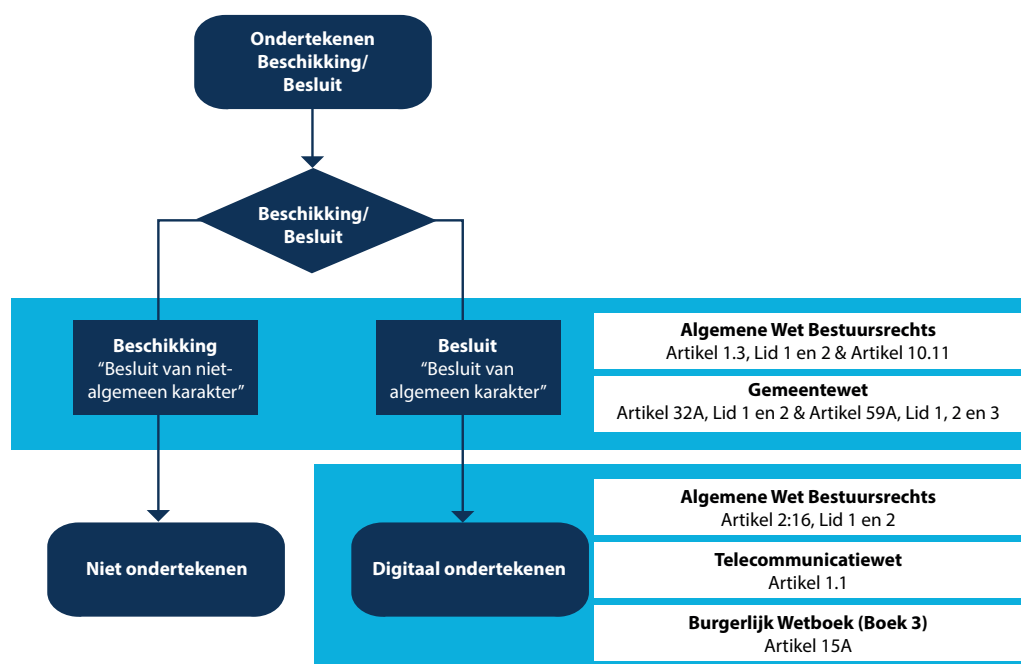 Ondertekenen
Beschikking/
Besluit
Beschikking/
Besluit
Beschikking
“Besluit van niet-
algemeen karakter”
Besluit
“Besluit van
algemeen karakter”
Algemene Wet Bestuursrechts
Artikel 1.3, Lid 1 en 2 & Artikel 10.11
Gemeentewet
Artikel 32A, Lid 1 en 2 & Artikel 59A, Lid 1, 2 en 3
Niet ondertekenen
Digitaal ondertekenen
Algemene Wet Bestuursrechts
Artikel 2:16, Lid 1 en 2
Telecommunicatiewet
Artikel 1.1
Burgerlijk Wetboek (Boek 3)
Artikel 15A